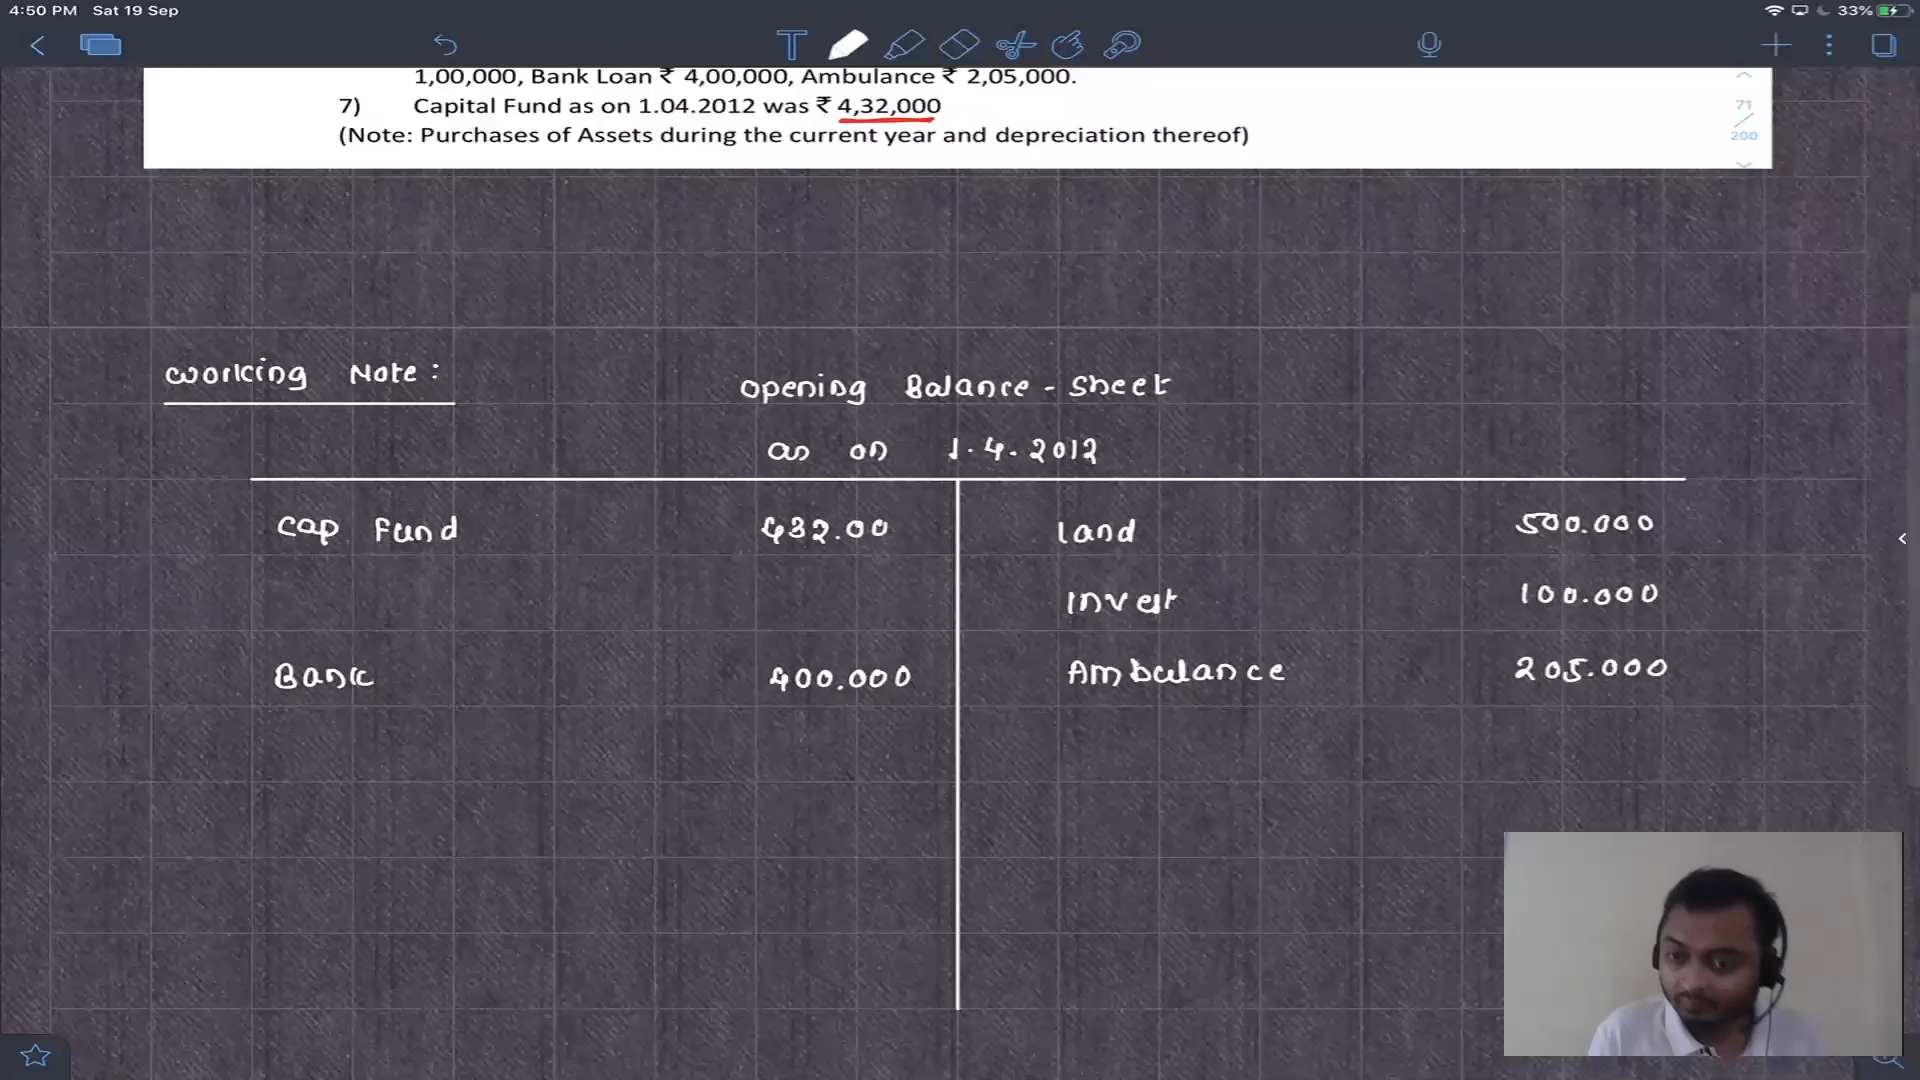 4:50 PM Sat 19 Sep
33%
1,00,000, Bank Loan ₹ 4,00,000, Ambulance ₹ 2,05,000.
7) Capital Fund as on 1.04.2012 was ₹ 4,32,000
(Note: Purchases of Assets during the current year and depreciation thereof)
71
/
200
Working Note:
Opening Balance - Sheet
as on 1.4.2012
Cap Fund 432.00 Land 500.000
Invest 100.000
Bank 400.000 Ambulance 205.000